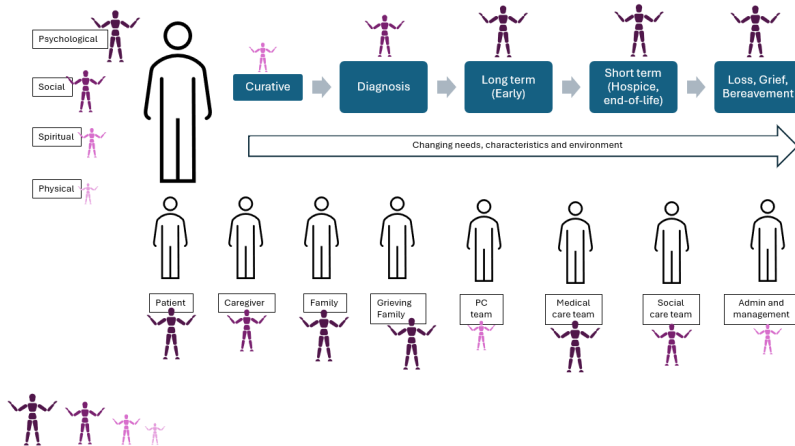 Psychological
Social
Spiritual
Physical
Curative
Diagnosis
Long term
(Early)
Short term
(Hospice,
end-of-life)
Loss, Grief,
Bereavement
Changing needs, characteristics and environment
Patient
Caregiver
Family
Grieving
Family
PC
team
Medical
care team
Social
care team
Admin and
management